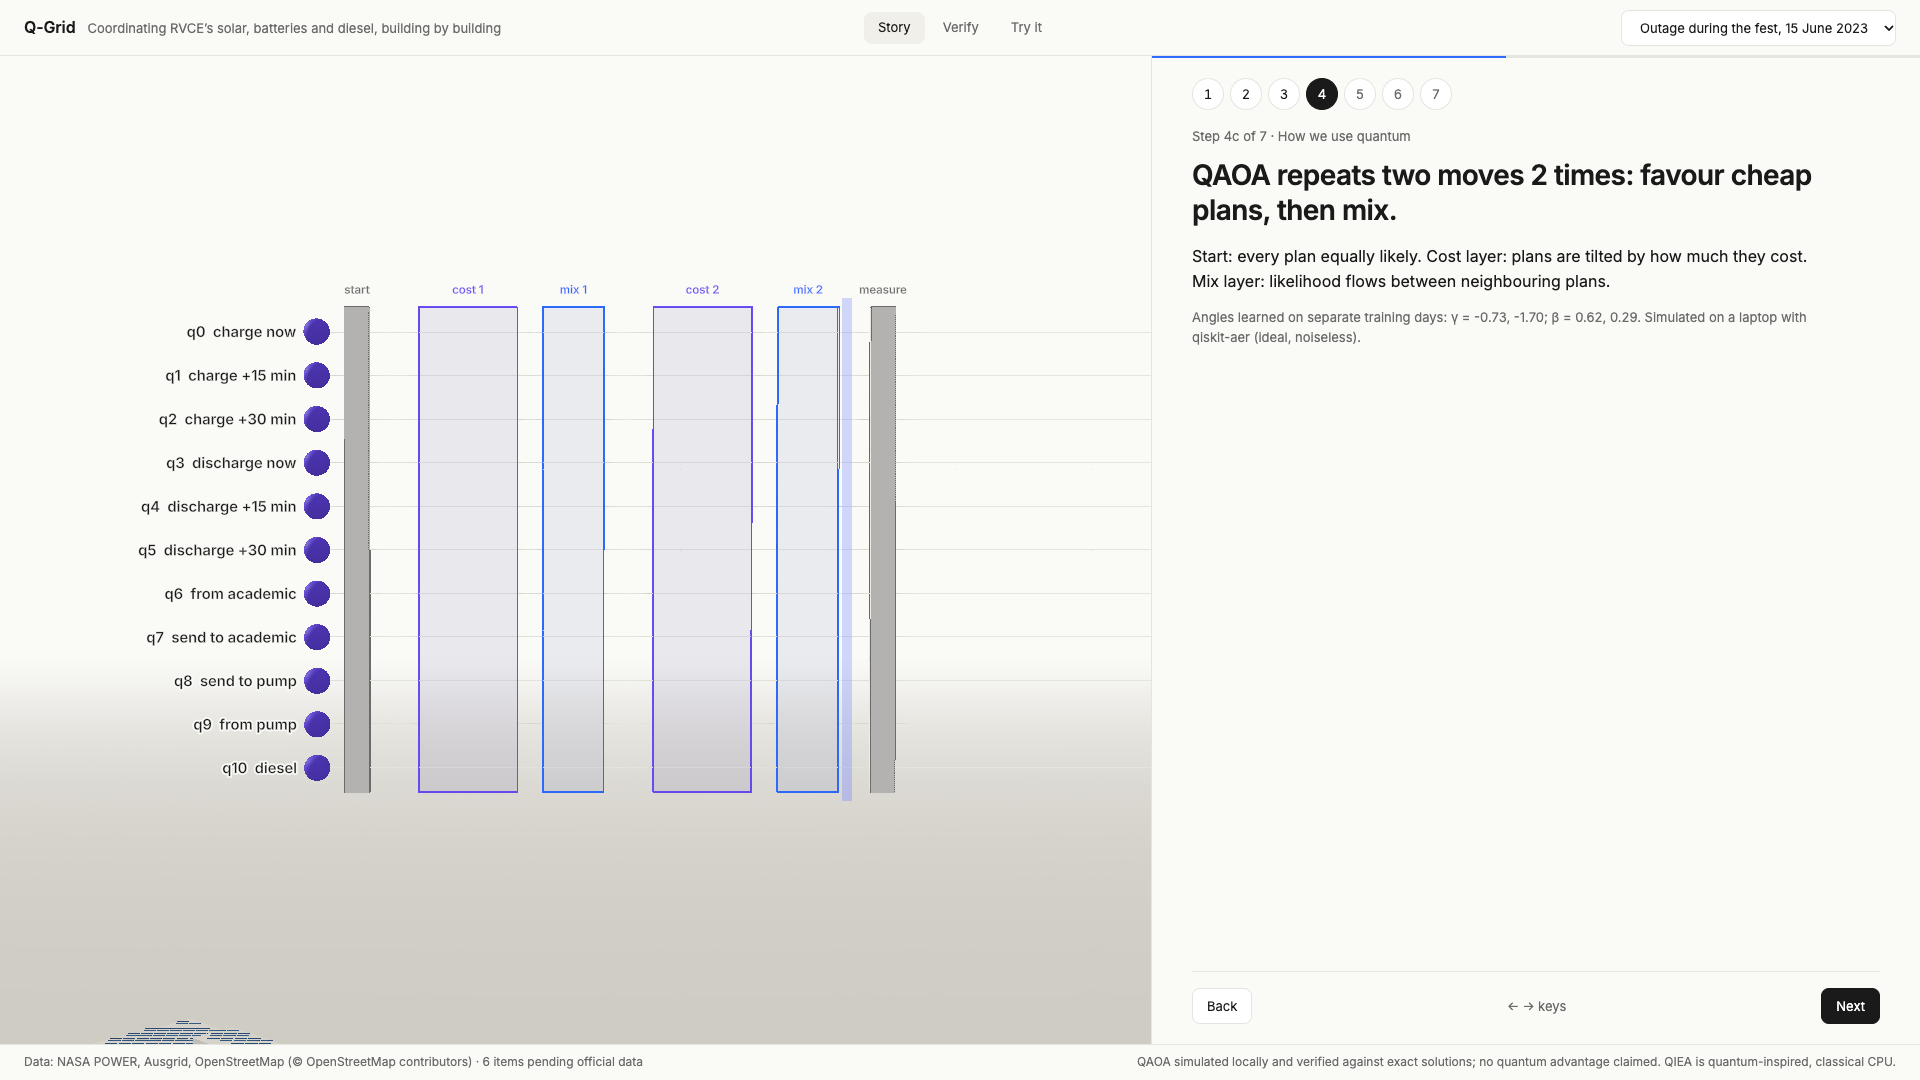 Q-Grid Coordinating RVCE's solar, batteries and diesel, building by building
Story Verify Try it
Outage during the fest, 15 June 2023
start cost 1 mix 1 cost 2 mix 2 measure
q0 charge now
q1 charge +15 min
q2 charge +30 min
q3 discharge now
q4 discharge +15 min
q5 discharge +30 min
q6 from academic
q7 send to academic
q8 send to pump
q9 from pump
q10 diesel
1 2 3 4 5 6 7
Step 4c of 7 · How we use quantum
QAOA repeats two moves 2 times: favour cheap
plans, then mix.
Start: every plan equally likely. Cost layer: plans are tilted by how much they cost.
Mix layer: likelihood flows between neighbouring plans.
Angles learned on separate training days: γ = -0.73, -1.70; β = 0.62, 0.29. Simulated on a laptop with
qiskit-aer (ideal, noiseless).
Back ← → keys Next
Data: NASA POWER, Ausgrid, OpenStreetMap (© OpenStreetMap contributors) · 6 items pending official data
QAOA simulated locally and verified against exact solutions; no quantum advantage claimed. QIEA is quantum-inspired, classical CPU.